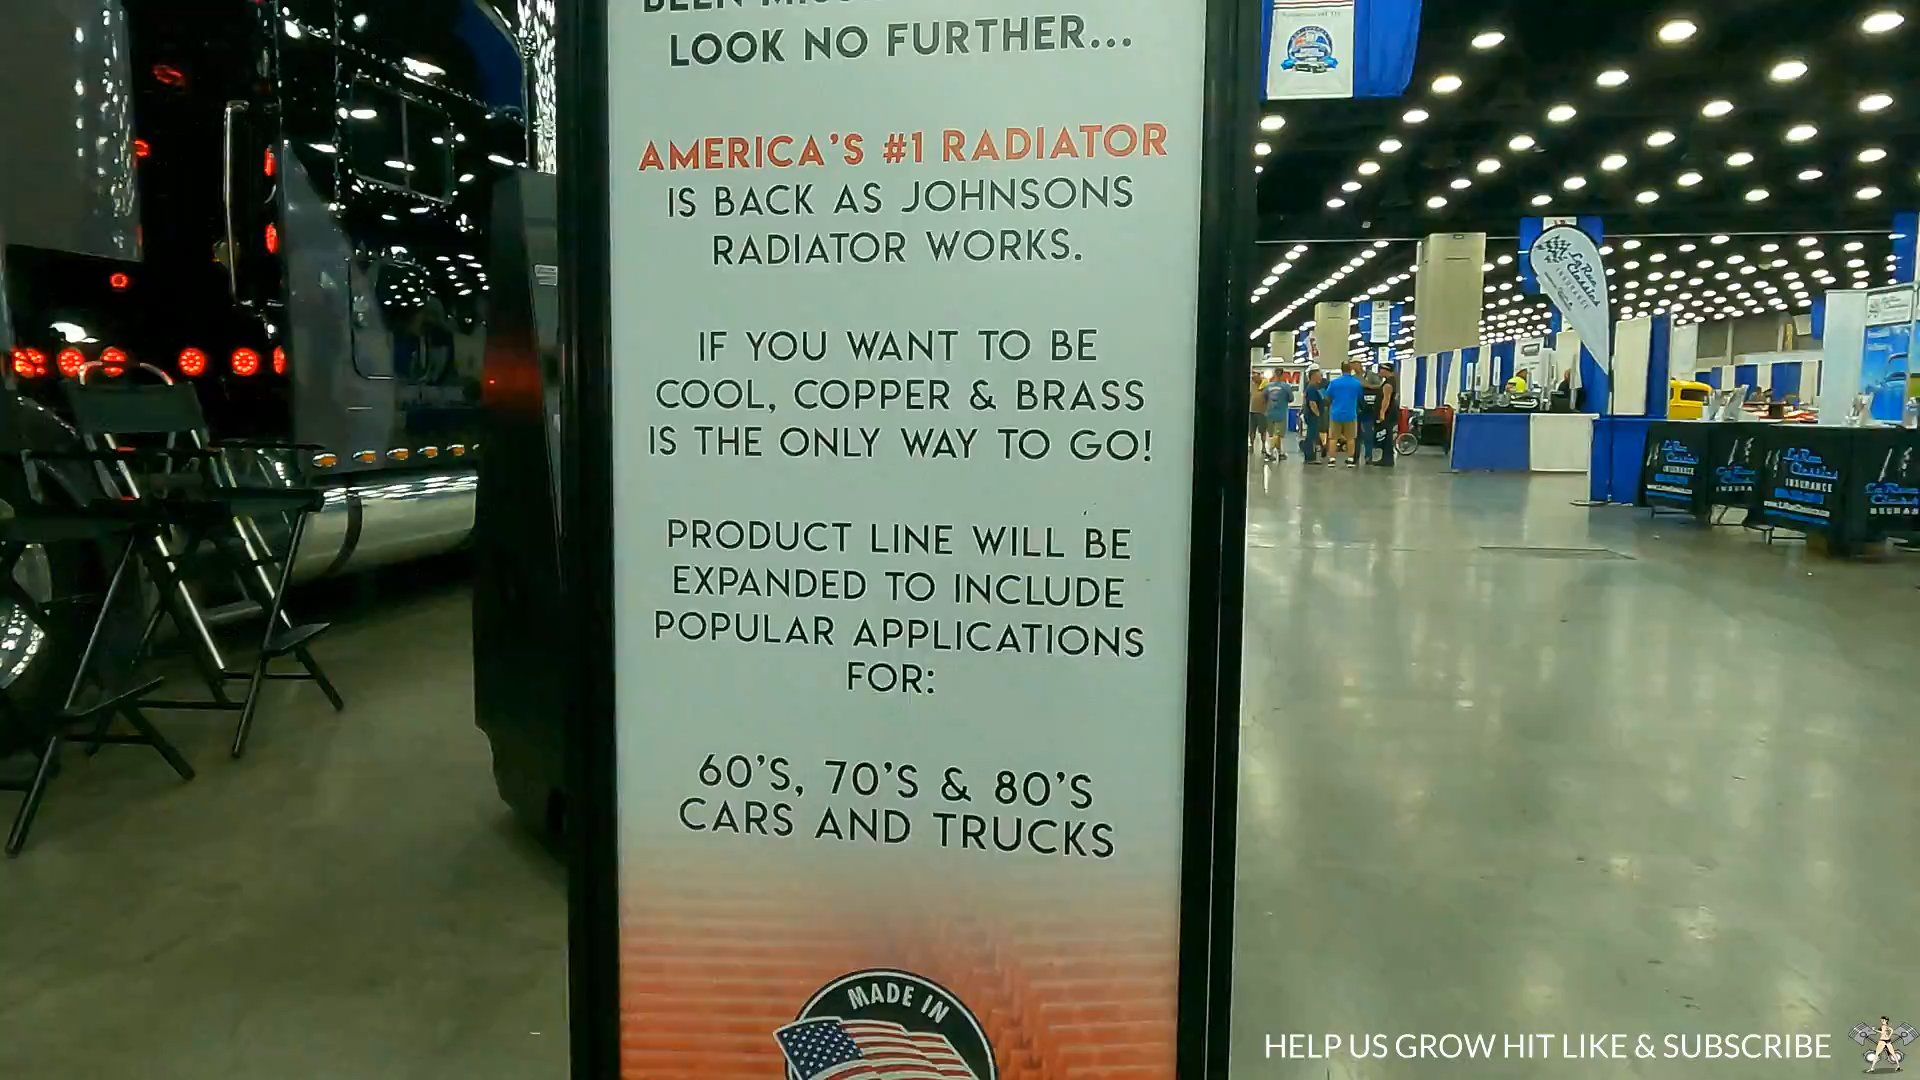 LOOK NO FURTHER...
AMERICA'S #1 RADIATOR
IS BACK AS JOHNSONS
RADIATOR WORKS.
IF YOU WANT TO BE
COOL, COPPER & BRASS
IS THE ONLY WAY TO GO!
PRODUCT LINE WILL BE
EXPANDED TO INCLUDE
POPULAR APPLICATIONS
FOR:
60'S, 70'S & 80'S
CARS AND TRUCKS
MADE IN
INSURANCE
HELP US GROW HIT LIKE & SUBSCRIBE